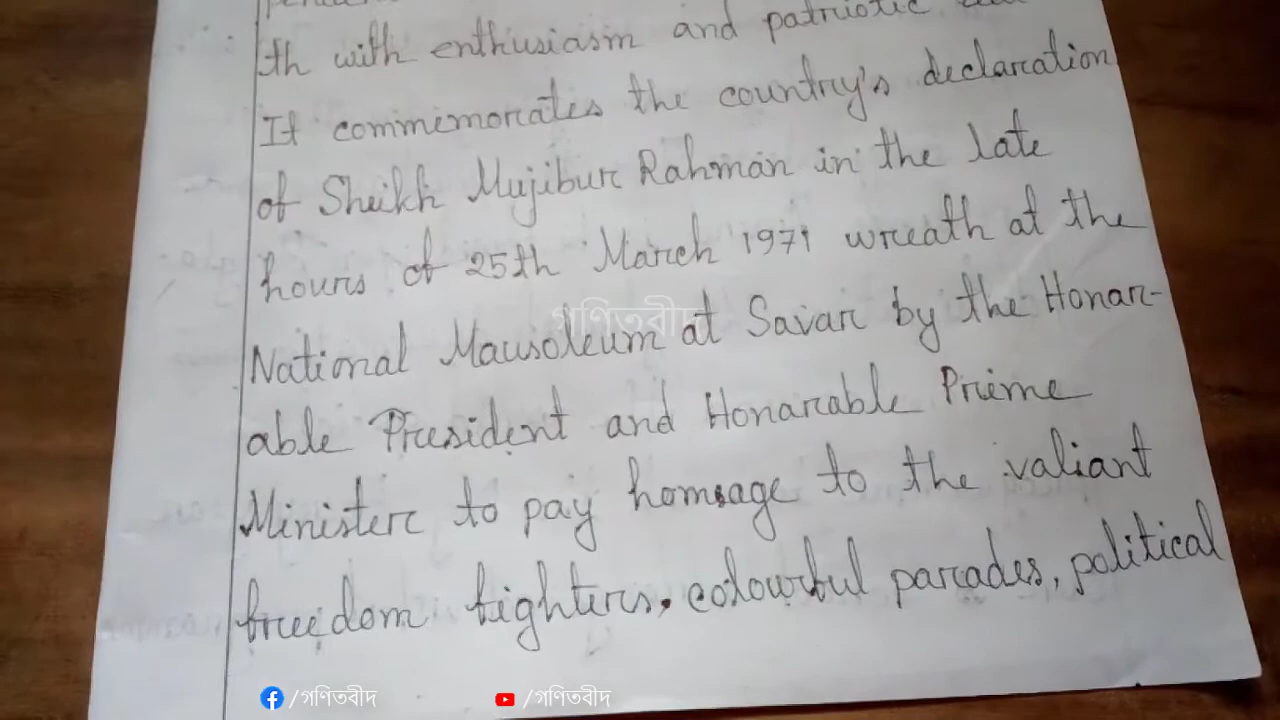 th with enthusiasm and patriotic
It commemorates the country's declaration
of Sheikh Mujibur Rahman in the late
hours of 25th March 1971 wreath at the
National Mausoleum at Savar by the Honar-
able President and Honarable Prime
Minister to pay homage to the valiant
freedom fighters, colourful parades, political
গণিতবীদ
/গণিতবীদ
/গণিতবীদ